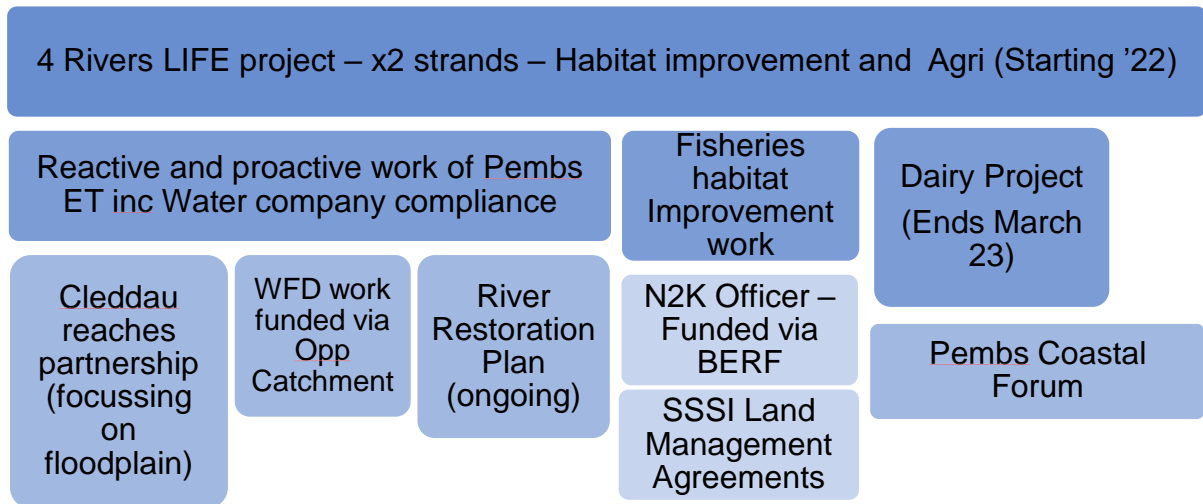 4 Rivers LIFE project – x2 strands – Habitat improvement and  Agri (Starting ’22)
Reactive and proactive work of Pembs
ET inc Water company compliance
Fisheries
habitat
Improvement
work
Dairy Project
(Ends March
23)
Cleddau
reaches
partnership
(focussing
on
floodplain)
WFD work
funded via
Opp
Catchment
River
Restoration
Plan
(ongoing)
N2K Officer –
Funded via
BERF
SSSI Land
Management
Agreements
Pembs Coastal
Forum